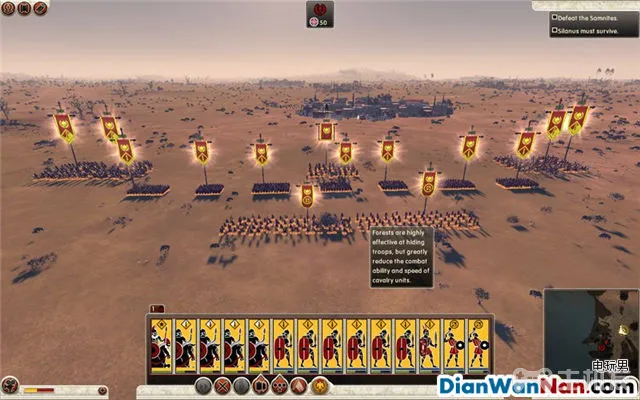 50
Defeat the Samnites.
Silanus must survive.
Forests are highly
effective at hiding
troops, but greatly
reduce the combat
ability and speed of
cavalry units.
1
电玩男
DianWanNan.com